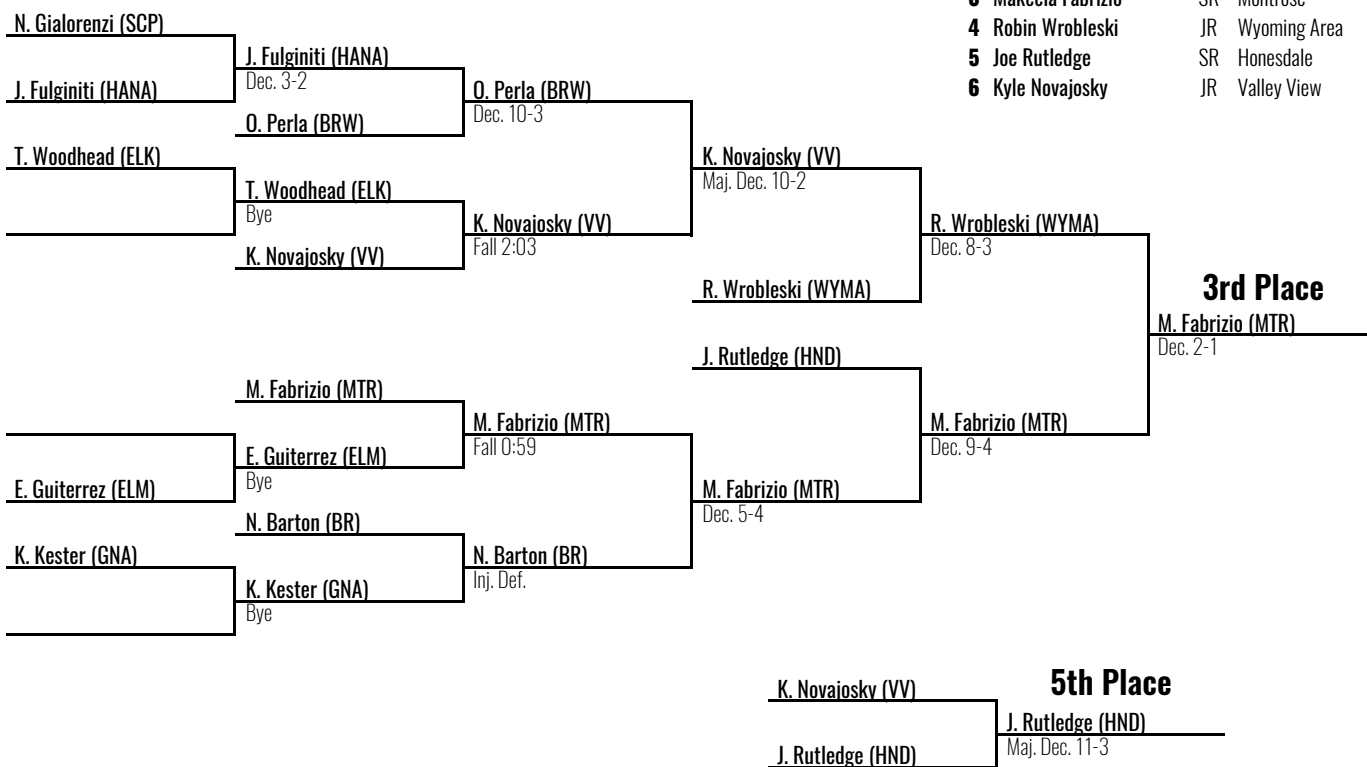 3 Makeela Fabrizio SR Montrose
4 Robin Wrobleski JR Wyoming Area
5 Joe Rutledge SR Honesdale
6 Kyle Novajosky JR Valley View
N. Gialorenzi (SCP)
J. Fulginiti (HANA)
Dec. 3-2
J. Fulginiti (HANA)
O. Perla (BRW)
Dec. 10-3
O. Perla (BRW)
T. Woodhead (ELK)
K. Novajosky (VV)
Maj. Dec. 10-2
T. Woodhead (ELK)
Bye
K. Novajosky (VV)
Fall 2:03
R. Wrobleski (WYMA)
Dec. 8-3
K. Novajosky (VV)
R. Wrobleski (WYMA)
3rd Place
M. Fabrizio (MTR)
Dec. 2-1
J. Rutledge (HND)
M. Fabrizio (MTR)
M. Fabrizio (MTR)
Fall 0:59
M. Fabrizio (MTR)
Dec. 9-4
E. Guiterrez (ELM)
Bye
E. Guiterrez (ELM)
M. Fabrizio (MTR)
Dec. 5-4
N. Barton (BR)
K. Kester (GNA)
N. Barton (BR)
Inj. Def.
K. Kester (GNA)
Bye
5th Place
K. Novajosky (VV)
J. Rutledge (HND)
Maj. Dec. 11-3
J. Rutledge (HND)